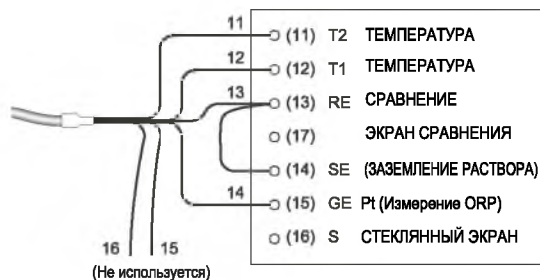 11 (11) T2 ТЕМПЕРАТУРА
12 (12) T1 ТЕМПЕРАТУРА
13 (13) RE СРАВНЕНИЕ
(17) ЭКРАН СРАВНЕНИЯ
(14) SE (ЗАЗЕМЛЕНИЕ РАСТВОРА)
14 (15) GE Pt (Измерение ORP)
(16) S СТЕКЛЯННЫЙ ЭКРАН
16 15
(Не используется)